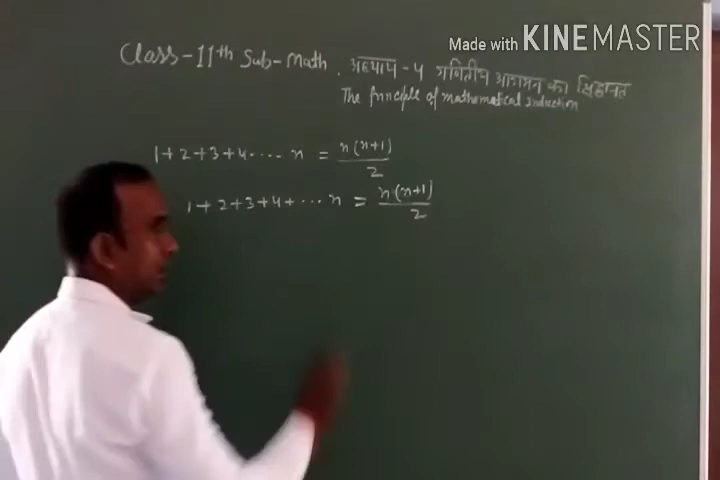 Made with KINEMASTER
Class-11th Sub-Math. अध्याय-4 गणितीय आगमन का सिद्धान्त
The principle of mathematical induction
1+2+3+4.... n = n(n+1)/2
1+2+3+4+... n = n(n+1)/2